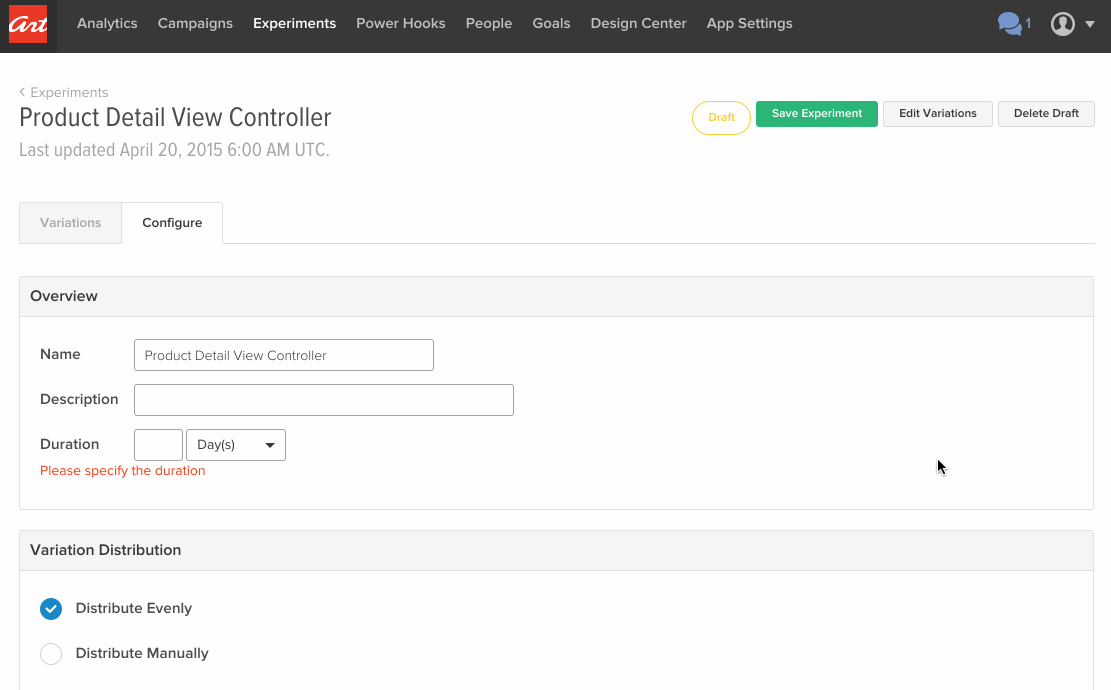 Art Analytics Campaigns Experiments Power Hooks People Goals Design Center App Settings 1
‹ Experiments
Product Detail View Controller
Draft Save Experiment Edit Variations Delete Draft
Last updated April 20, 2015 6:00 AM UTC.
Variations Configure
Overview
Name Product Detail View Controller
Description
Duration Day(s)
Please specify the duration
Variation Distribution
Distribute Evenly
Distribute Manually